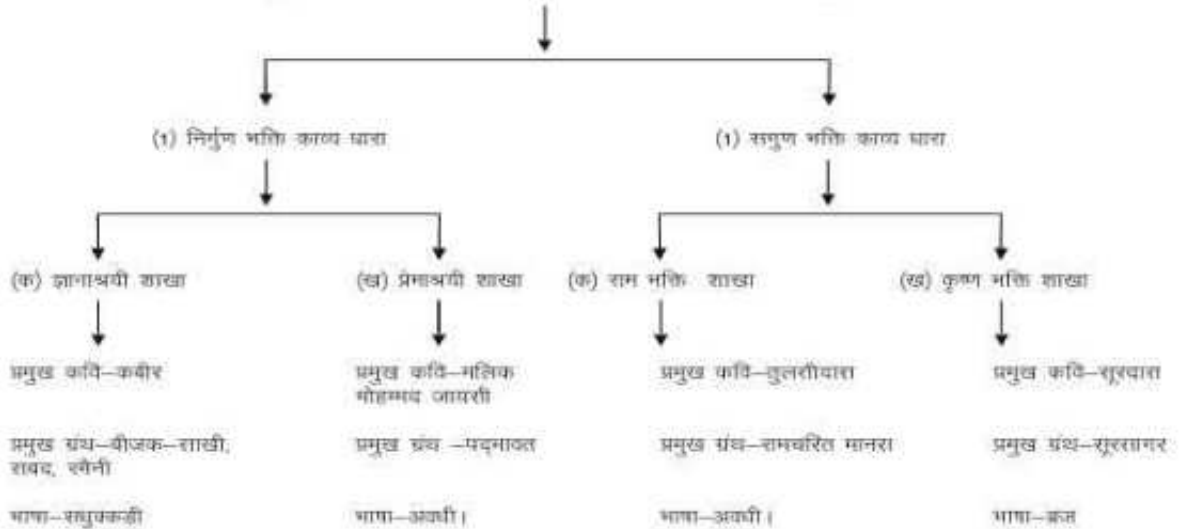 (1) निर्गुण भक्ति काव्य धारा
(1) सगुण भक्ति काव्य धारा
(क) ज्ञानाश्रयी शाखा
(ख) प्रेमाश्रयी शाखा
(क) राम भक्ति शाखा
(ख) कृष्ण भक्ति शाखा
प्रमुख कवि–कबीर
प्रमुख कवि–मलिक
मोहम्मद जायसी
प्रमुख कवि–तुलसीदास
प्रमुख कवि–सूरदास
प्रमुख ग्रंथ–बीजक–साखी,
सबद, रमैनी
प्रमुख ग्रंथ –पद्मावत
प्रमुख ग्रंथ–रामचरित मानस
प्रमुख ग्रंथ–सूरसागर
भाषा–सधुक्कड़ी
भाषा–अवधी।
भाषा–अवधी।
भाषा–ब्रज